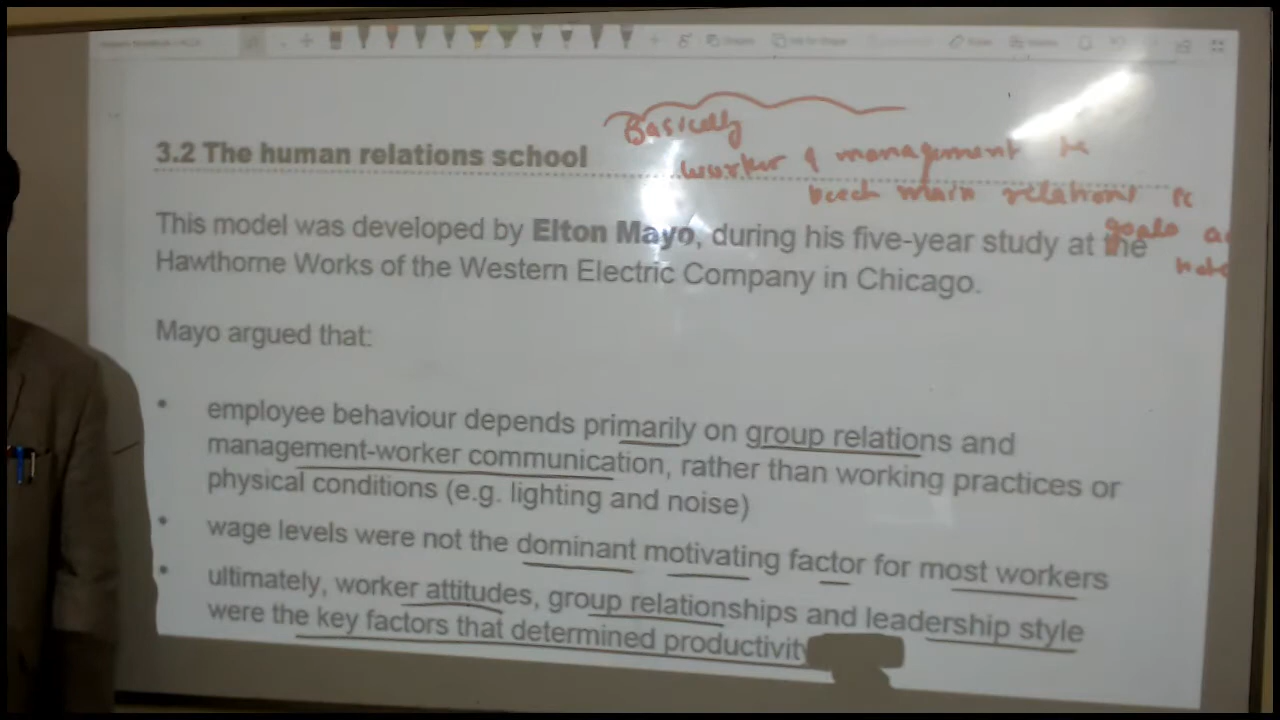 Basically
3.2 The human relations school
worker & management k
beech main relations
goals
This model was developed by Elton Mayo, during his five-year study at the
Hawthorne Works of the Western Electric Company in Chicago.
Mayo argued that:
• employee behaviour depends primarily on group relations and
management-worker communication, rather than working practices or
physical conditions (e.g. lighting and noise)
• wage levels were not the dominant motivating factor for most workers
• ultimately, worker attitudes, group relationships and leadership style
were the key factors that determined productivity